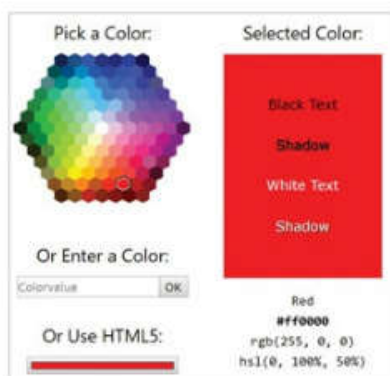 Pick a Color:
Or Enter a Color:
Colorvalue OK
Or Use HTML5:
Selected Color:
Black Text
Shadow
White Text
Shadow
Red
#ff0000
rgb(255, 0, 0)
hsl(0, 100%, 50%)